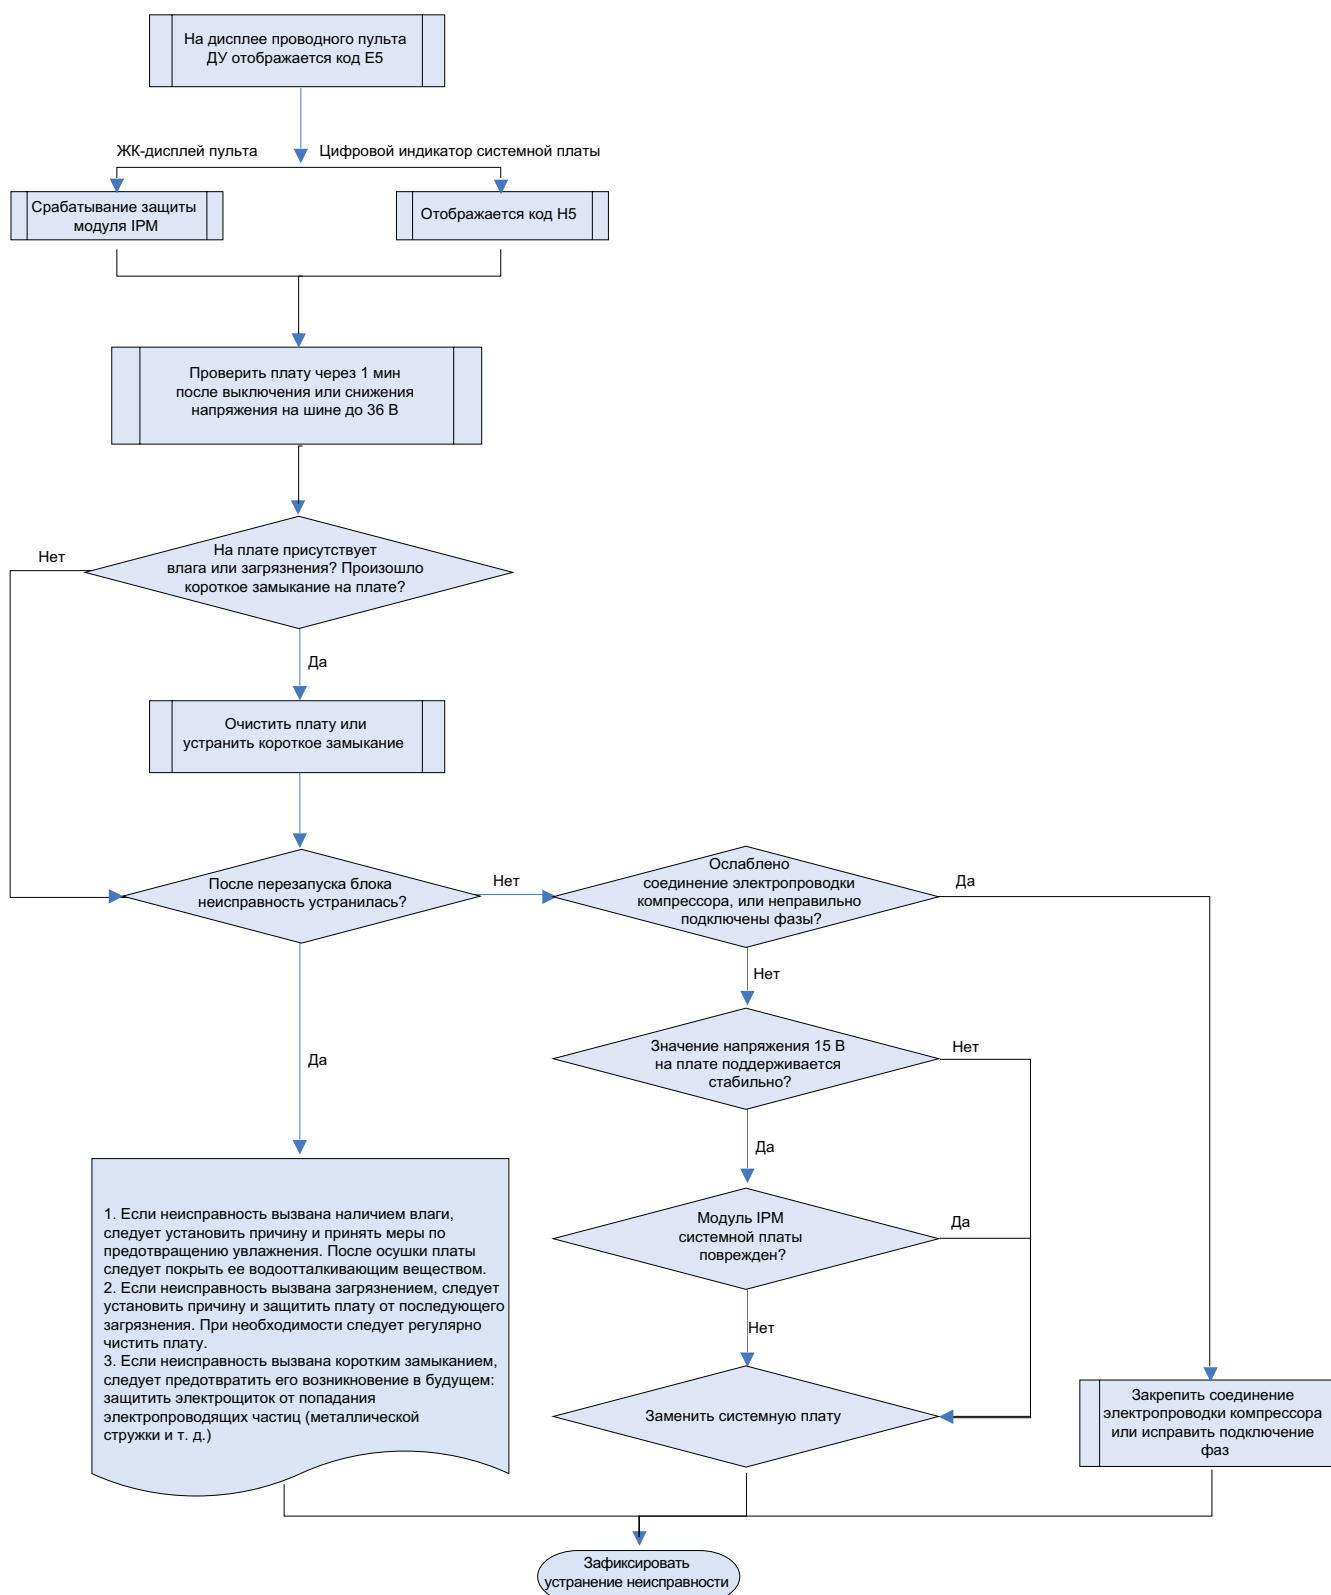 На дисплее проводного пульта
ДУ отображается код E5
ЖК-дисплей пульта
Цифровой индикатор системной платы
Срабатывание защиты
модуля IPM
Отображается код H5
Проверить плату через 1 мин
после выключения или снижения
напряжения на шине до 36 В
Нет
На плате присутствует
влага или загрязнения? Произошло
короткое замыкание на плате?
Да
Очистить плату или
устранить короткое замыкание
После перезапуска блока
неисправность устранилась?
Нет
Ослаблено
соединение электропроводки
компрессора, или неправильно
подключены фазы?
Да
Нет
Да
Значение напряжения 15 В
на плате поддерживается
стабильно?
Нет
Да
Модуль IPM
системной платы
поврежден?
Да
Нет
1. Если неисправность вызвана наличием влаги,
следует установить причину и принять меры по
предотвращению увлажнения. После осушки платы
следует покрыть ее водоотталкивающим веществом.
2. Если неисправность вызвана загрязнением, следует
установить причину и защитить плату от последующего
загрязнения. При необходимости следует регулярно
чистить плату.
3. Если неисправность вызвана коротким замыканием,
следует предотвратить его возникновение в будущем:
защитить электрощиток от попадания
электропроводящих частиц (металлической
стружки и т. д.)
Заменить системную плату
Закрепить соединение
электропроводки компрессора
или исправить подключение
фаз
Зафиксировать
устранение неисправности